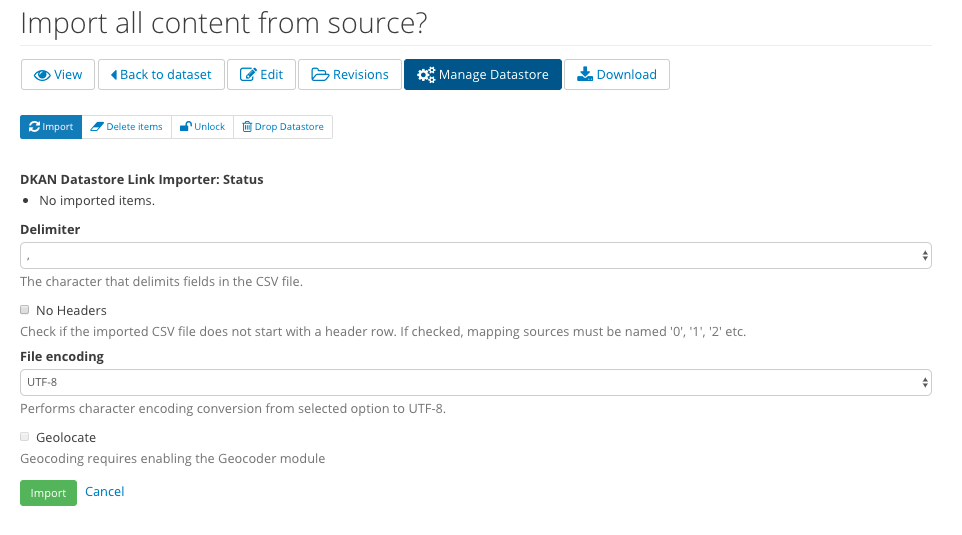 Import all content from source?
View Back to dataset Edit Revisions Manage Datastore Download
Import Delete items Unlock Drop Datastore
DKAN Datastore Link Importer: Status
• No imported items.
Delimiter
,
The character that delimits fields in the CSV file.
No Headers
Check if the imported CSV file does not start with a header row. If checked, mapping sources must be named '0', '1', '2' etc.
File encoding
UTF-8
Performs character encoding conversion from selected option to UTF-8.
Geolocate
Geocoding requires enabling the Geocoder module
Import Cancel